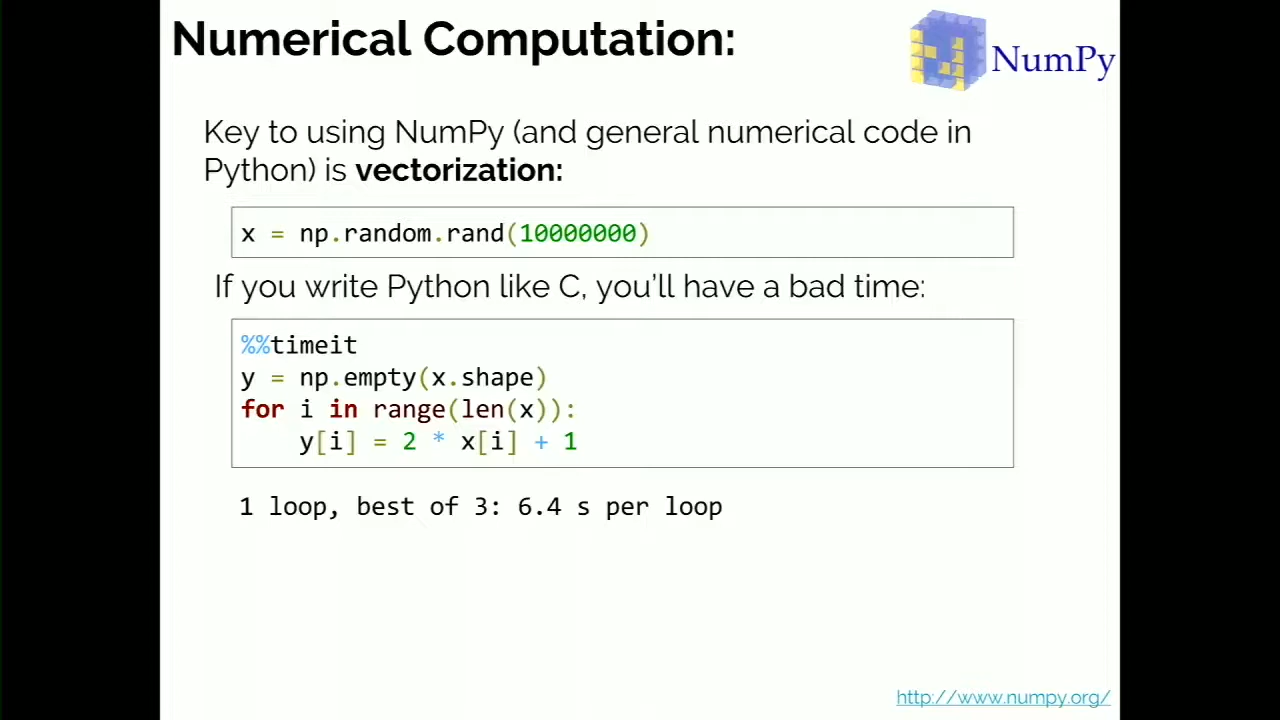 Numerical Computation:
NumPy
Key to using NumPy (and general numerical code in
Python) is vectorization:
x = np.random.rand(10000000)
If you write Python like C, you'll have a bad time:
%%timeit
y = np.empty(x.shape)
for i in range(len(x)):
    y[i] = 2 * x[i] + 1
1 loop, best of 3: 6.4 s per loop
http://www.numpy.org/